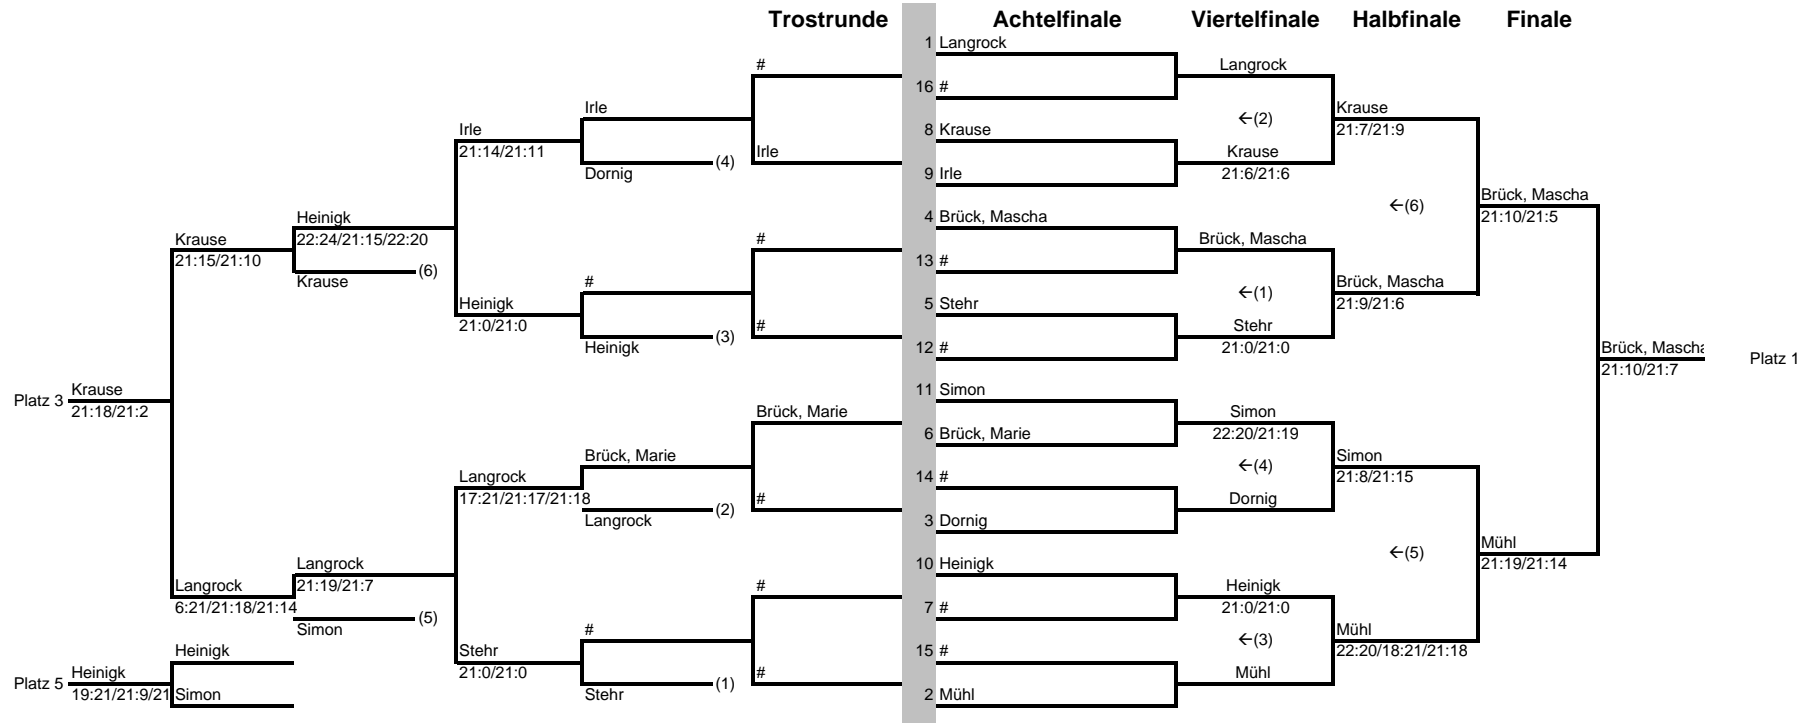 Trostrunde Achtelfinale Viertelfinale Halbfinale Finale
1 Langrock
# Langrock
16 #
Irle Krause
←(2)
Irle 8 Krause 21:7/21:9
21:14/21:11 Irle Krause
(4)
Dornig 9 Irle 21:6/21:6
Brück, Mascha
Heinigk 4 Brück, Mascha ←(6) 21:10/21:5
22:24/21:15/22:20
Krause # Brück, Mascha
21:15/21:10 13 #
(6)
Krause # Brück, Mascha
←(1)
Heinigk 5 Stehr 21:9/21:6
21:0/21:0 # Stehr
(3)
Heinigk 12 # 21:0/21:0
Brück, Mascha
Platz 1
21:10/21:7
Krause 11 Simon
Platz 3
21:18/21:2 Brück, Marie Simon
6 Brück, Marie 22:20/21:19
Brück, Marie Simon
←(4)
Langrock 14 # 21:8/21:15
17:21/21:17/21:18 # Dornig
(2)
Langrock 3 Dornig
Mühl
←(5)
Langrock 10 Heinigk 21:19/21:14
Langrock 21:19/21:7 # Heinigk
6:21/21:18/21:14 7 # 21:0/21:0
(5)
Simon # Mühl
←(3)
Heinigk Stehr 15 # 22:20/18:21/21:18
Heinigk 21:0/21:0 # Mühl
Platz 5 (1)
19:21/21:9/21 Simon Stehr 2 Mühl